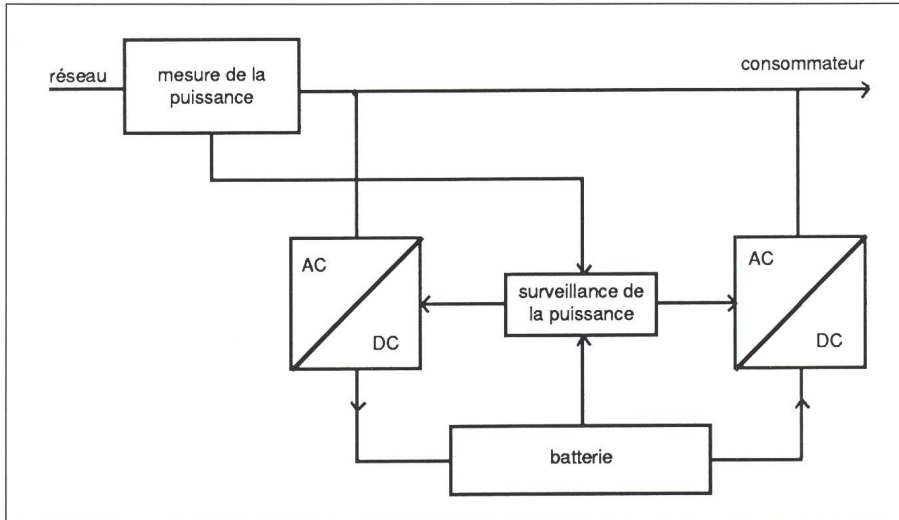 réseau
mesure de la
puissance
consommateur
AC
DC
surveillance de
la puissance
AC
DC
batterie